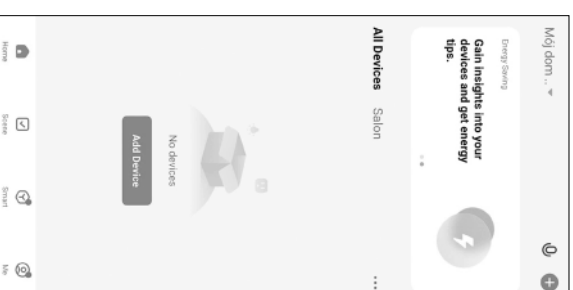 Mój dom ..
Energy Saving
Gain insights into your
devices and get energy
tips.
All Devices Salon
No devices
Add Device
Home Scene Smart Me